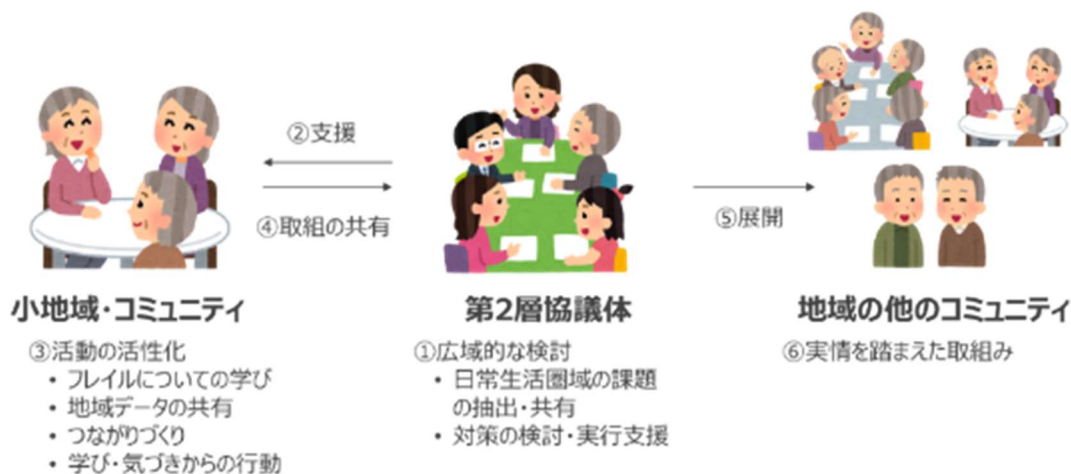 ②支援
④取組の共有
⑤展開
小地域・コミュニティ
③活動の活性化
• フレイルについての学び
• 地域データの共有
• つながりづくり
• 学び・気づきからの行動
第2層協議体
①広域的な検討
• 日常生活圏域の課題
の抽出・共有
• 対策の検討・実行支援
地域の他のコミュニティ
⑥実情を踏まえた取組み